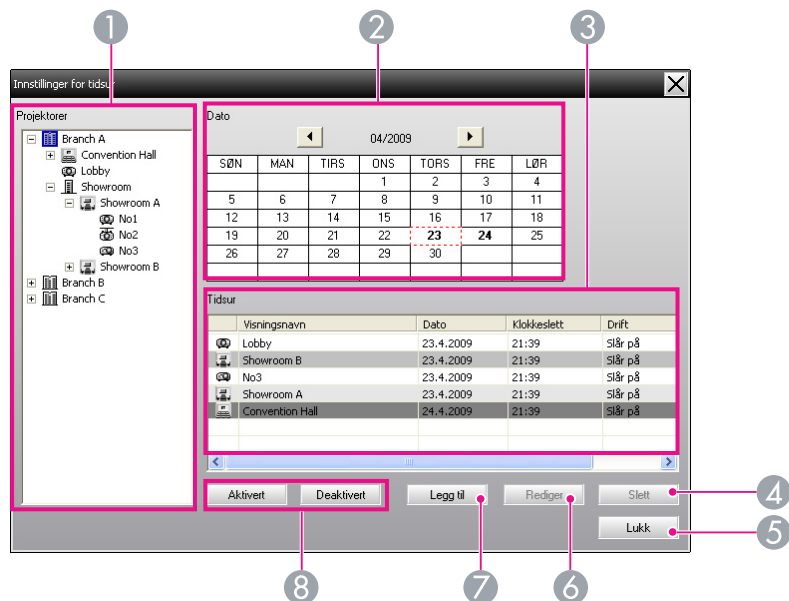 1 2 3
Innstillinger for tidsur
Projektorer
Branch A
Convention Hall
Lobby
Showroom
Showroom A
No1
No2
No3
Showroom B
Branch B
Branch C
Dato
04/2009
SØN MAN TIRS ONS TORS FRE LØR
1 2 3 4
5 6 7 8 9 10 11
12 13 14 15 16 17 18
19 20 21 22 23 24 25
26 27 28 29 30
Tidsur
Visningsnavn Dato Klokkeslett Drift
Lobby 23.4.2009 21:39 Slår på
Showroom B 23.4.2009 21:39 Slår på
No3 23.4.2009 21:39 Slår på
Showroom A 23.4.2009 21:39 Slår på
Convention Hall 24.4.2009 21:39 Slår på
Aktivert Deaktivert Legg til Rediger Slett
4
Lukk
5
8 7 6